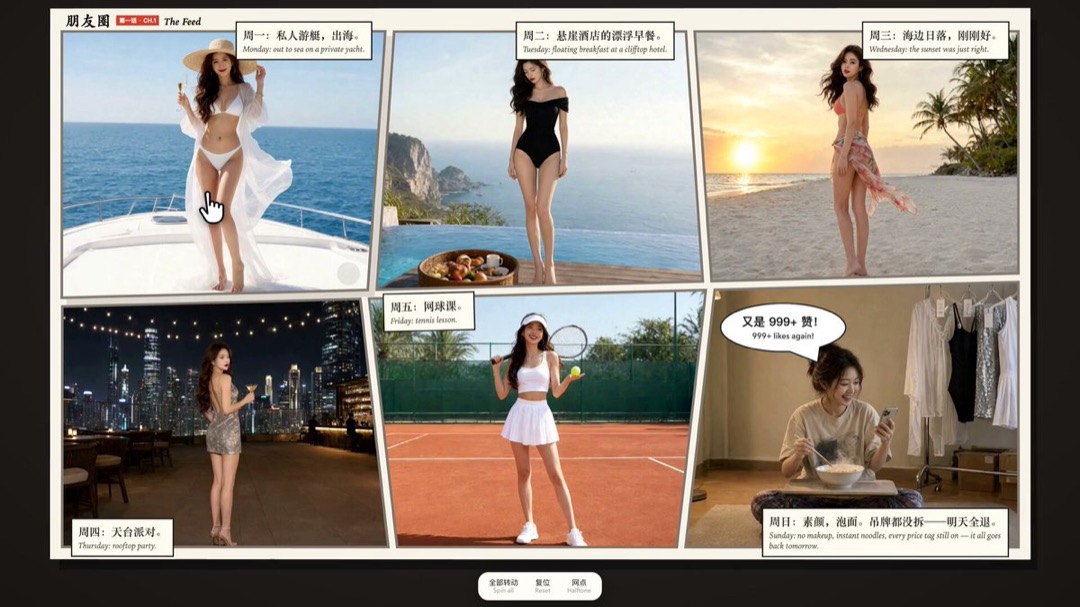 朋友圈 第一话 · CH.1 The Feed
周一：私人游艇，出海。
Monday: out to sea on a private yacht.
周二：悬崖酒店的漂浮早餐。
Tuesday: floating breakfast at a clifftop hotel.
周三：海边日落，刚刚好。
Wednesday: the sunset was just right.
周四：天台派对。
Thursday: rooftop party.
周五：网球课。
Friday: tennis lesson.
又是 999+ 赞！
999+ likes again!
周日：素颜，泡面。吊牌都没拆——明天全退。
Sunday: no makeup, instant noodles, every price tag still on — it all goes
back tomorrow.
全部转动 复位 网点
Spin all Reset Halftone